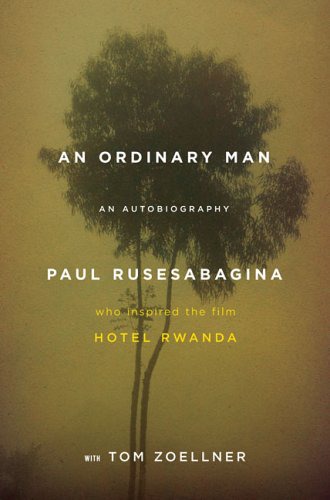 AN ORDINARY MAN
AN AUTOBIOGRAPHY
PAUL RUSESABAGINA
who inspired the film
HOTEL RWANDA
WITH TOM ZOELLNER